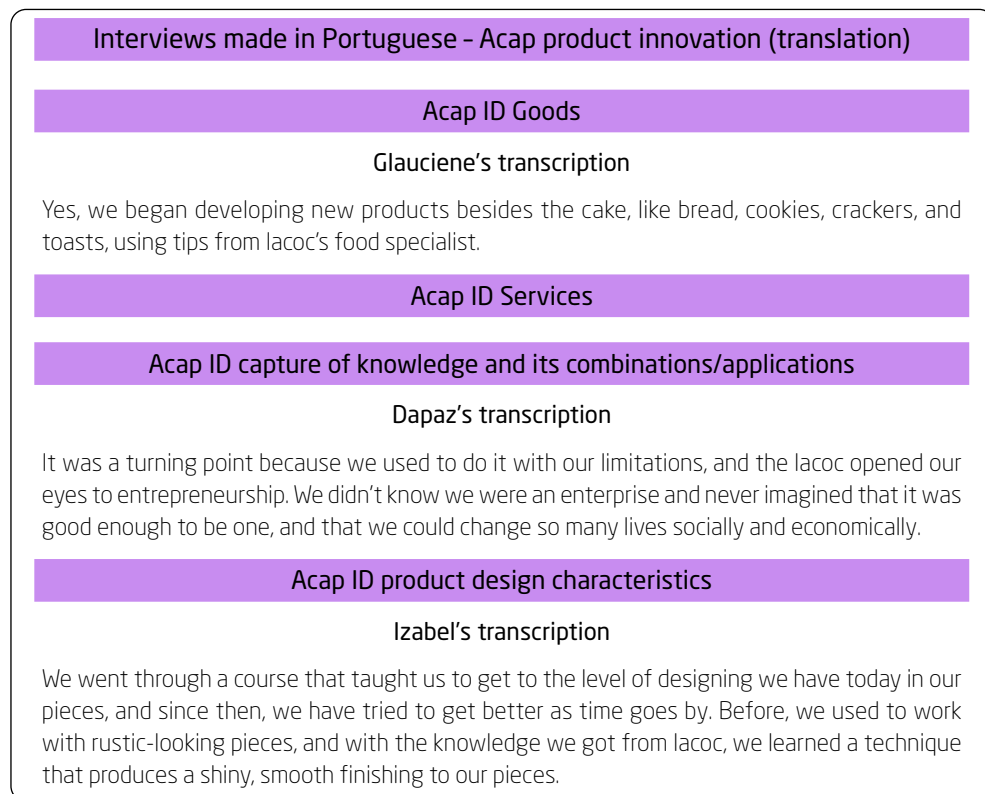 Interviews made in Portuguese – Acap product innovation (translation)
Acap ID Goods
Glauciene's transcription
Yes, we began developing new products besides the cake, like bread, cookies, crackers, and
toasts, using tips from Iacoc's food specialist.
Acap ID Services
Acap ID capture of knowledge and its combinations/applications
Dapaz's transcription
It was a turning point because we used to do it with our limitations, and the Iacoc opened our
eyes to entrepreneurship. We didn't know we were an enterprise and never imagined that it was
good enough to be one, and that we could change so many lives socially and economically.
Acap ID product design characteristics
Izabel's transcription
We went through a course that taught us to get to the level of designing we have today in our
pieces, and since then, we have tried to get better as time goes by. Before, we used to work
with rustic-looking pieces, and with the knowledge we got from Iacoc, we learned a technique
that produces a shiny, smooth finishing to our pieces.